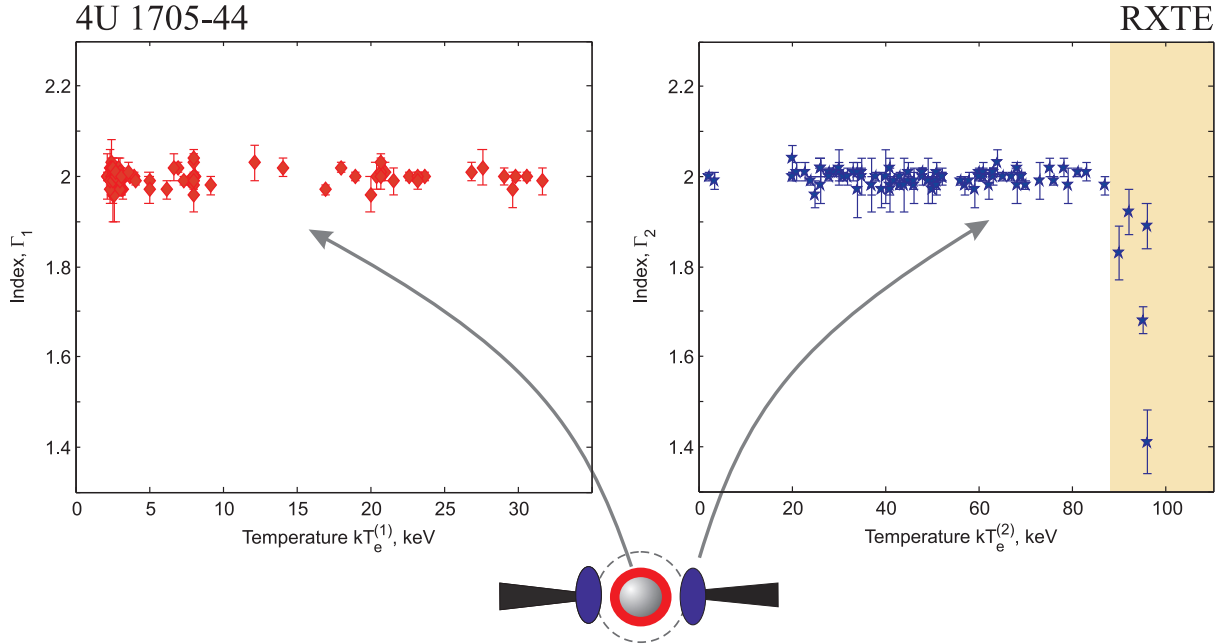 4U 1705-44
RXTE
2.2
2
1.8
1.6
1.4
Index, Γ₁
0 5 10 15 20 25 30
Temperature kTₑ⁽¹⁾, keV
2.2
2
1.8
1.6
1.4
Index, Γ₂
0 20 40 60 80 100
Temperature kTₑ⁽²⁾, keV